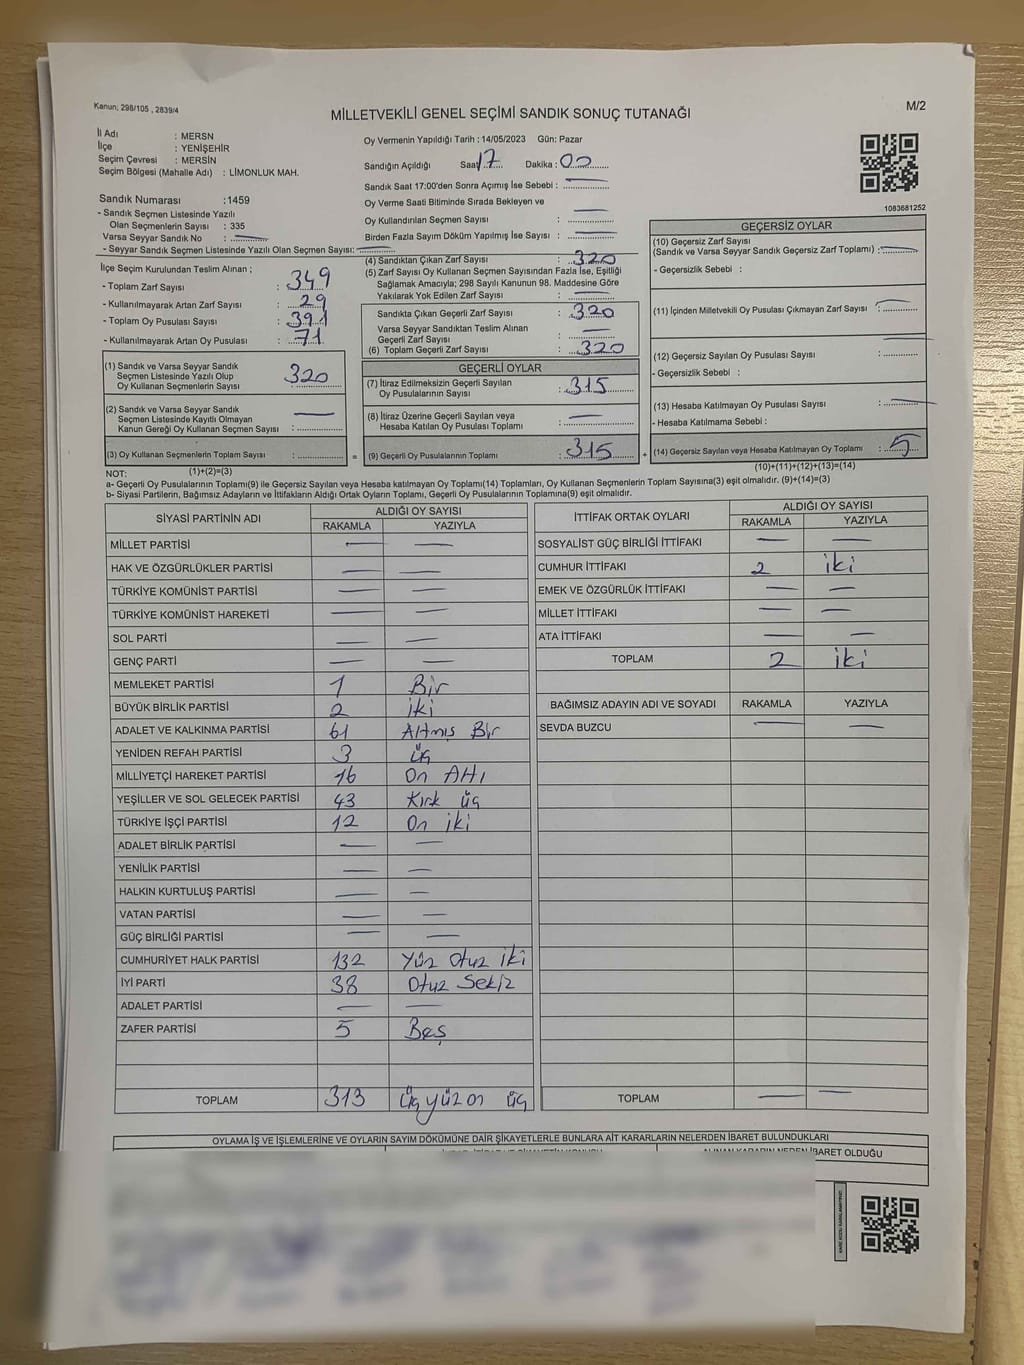 Kanun; 298/105 , 2839/4
MİLLETVEKİLİ GENEL SEÇİMİ SANDIK SONUÇ TUTANAĞI
M/2
İl Adı : MERSN
İlçe : YENİŞEHİR
Seçim Çevresi : MERSİN
Seçim Bölgesi (Mahalle Adı) : LİMONLUK MAH.
Oy Vermenin Yapıldığı Tarih : 14/05/2023 Gün: Pazar
Sandığın Açıldığı Saat 17 Dakika : 00
Sandık Saat 17:00'den Sonra Açımış İse Sebebi : —
Oy Verme Saati Bitiminde Sırada Bekleyen ve
Oy Kullandırılan Seçmen Sayısı : —
Birden Fazla Sayım Döküm Yapılmış İse Sayısı : —
1083681252
Sandık Numarası :1459
- Sandık Seçmen Listesinde Yazılı
Olan Seçmenlerin Sayısı : 335
Varsa Seyyar Sandık No : —
- Seyyar Sandık Seçmen Listesinde Yazılı Olan Seçmen Sayısı: —
İlçe Seçim Kurulundan Teslim Alınan ;
- Toplam Zarf Sayısı : 349
- Kullanılmayarak Artan Zarf Sayısı : 29
- Toplam Oy Pusulası Sayısı : 391
- Kullanılmayarak Artan Oy Pusulası : 71
(1) Sandık ve Varsa Seyyar Sandık
Seçmen Listesinde Yazılı Olup
Oy Kullanan Seçmenlerin Sayısı : 320
(2) Sandık ve Varsa Seyyar Sandık
Seçmen Listesinde Kayıtlı Olmayan
Kanun Gereği Oy Kullanan Seçmen Sayısı : —
(3) Oy Kullanan Seçmenlerin Toplam Sayısı :
(4) Sandıktan Çıkan Zarf Sayısı : 320
(5) Zarf Sayısı Oy Kullanan Seçmen Sayısından Fazla İse, Eşitliği
Sağlamak Amacıyla; 298 Sayılı Kanunun 98. Maddesine Göre
Yakılarak Yok Edilen Zarf Sayısı : —
Sandıkta Çıkan Geçerli Zarf Sayısı : 320
Varsa Seyyar Sandıktan Teslim Alınan
Geçerli Zarf Sayısı : —
(6) Toplam Geçerli Zarf Sayısı : 320
GEÇERLİ OYLAR
(7) İtiraz Edilmeksizin Geçerli Sayılan
Oy Pusulalarının Sayısı : 315
(8) İtiraz Üzerine Geçerli Sayılan veya
Hesaba Katılan Oy Pusulası Toplamı : —
= (9) Geçerli Oy Pusulalarının Toplamı : 315
GEÇERSİZ OYLAR
(10) Geçersiz Zarf Sayısı
(Sandık ve Varsa Seyyar Sandık Geçersiz Zarf Toplamı) : —
- Geçersizlik Sebebi :
(11) İçinden Milletvekili Oy Pusulası Çıkmayan Zarf Sayısı : —
(12) Geçersiz Sayılan Oy Pusulası Sayısı : —
- Geçersizlik Sebebi :
(13) Hesaba Katılmayan Oy Pusulası Sayısı : —
- Hesaba Katılmama Sebebi :
+ (14) Geçersiz Sayılan veya Hesaba Katılmayan Oy Toplamı : 5
NOT: (1)+(2)=(3)
(10)+(11)+(12)+(13)=(14)
a- Geçerli Oy Pusulalarının Toplamı(9) ile Geçersiz Sayılan veya Hesaba katılmayan Oy Toplamı(14) Toplamları, Oy Kullanan Seçmenlerin Toplam Sayısına(3) eşit olmalıdır. (9)+(14)=(3)
b- Siyasi Partilerin, Bağımsız Adayların ve İttifakların Aldığı Ortak Oyların Toplamı, Geçerli Oy Pusulalarının Toplamına(9) eşit olmalıdır.
SİYASİ PARTİNİN ADI ALDIĞI OY SAYISI
RAKAMLA YAZIYLA
MİLLET PARTİSİ — —
HAK VE ÖZGÜRLÜKLER PARTİSİ — —
TÜRKİYE KOMÜNİST PARTİSİ — —
TÜRKİYE KOMÜNİST HAREKETİ — —
SOL PARTİ — —
GENÇ PARTİ — —
MEMLEKET PARTİSİ 1 Bir
BÜYÜK BİRLİK PARTİSİ 2 iki
ADALET VE KALKINMA PARTİSİ 61 Altmış Bir
YENİDEN REFAH PARTİSİ 3 üç
MİLLİYETÇİ HAREKET PARTİSİ 16 On Altı
YEŞİLLER VE SOL GELECEK PARTİSİ 43 Kırk üç
TÜRKİYE İŞÇİ PARTİSİ 12 On iki
ADALET BİRLİK PARTİSİ — —
YENİLİK PARTİSİ — —
HALKIN KURTULUŞ PARTİSİ — —
VATAN PARTİSİ — —
GÜÇ BİRLİĞİ PARTİSİ — —
CUMHURİYET HALK PARTİSİ 132 Yüz Otuz iki
İYİ PARTİ 38 Otuz Sekiz
ADALET PARTİSİ — —
ZAFER PARTİSİ 5 Beş
TOPLAM 313 üçyüzon üç
İTTİFAK ORTAK OYLARI ALDIĞI OY SAYISI
RAKAMLA YAZIYLA
SOSYALİST GÜÇ BİRLİĞİ İTTİFAKI — —
CUMHUR İTTİFAKI 2 iki
EMEK VE ÖZGÜRLÜK İTTİFAKI — —
MİLLET İTTİFAKI — —
ATA İTTİFAKI — —
TOPLAM 2 iki
BAĞIMSIZ ADAYIN ADI VE SOYADI RAKAMLA YAZIYLA
SEVDA BUZCU — —
TOPLAM — —
OYLAMA İŞ VE İŞLEMLERİNE VE OYLARIN SAYIM DÖKÜMÜNE DAİR ŞİKAYETLERLE BUNLARA AİT KARARLARIN NELERDEN İBARET BULUNDUKLARI
ALINAN KARARIN NEDEN İBARET OLDUĞU